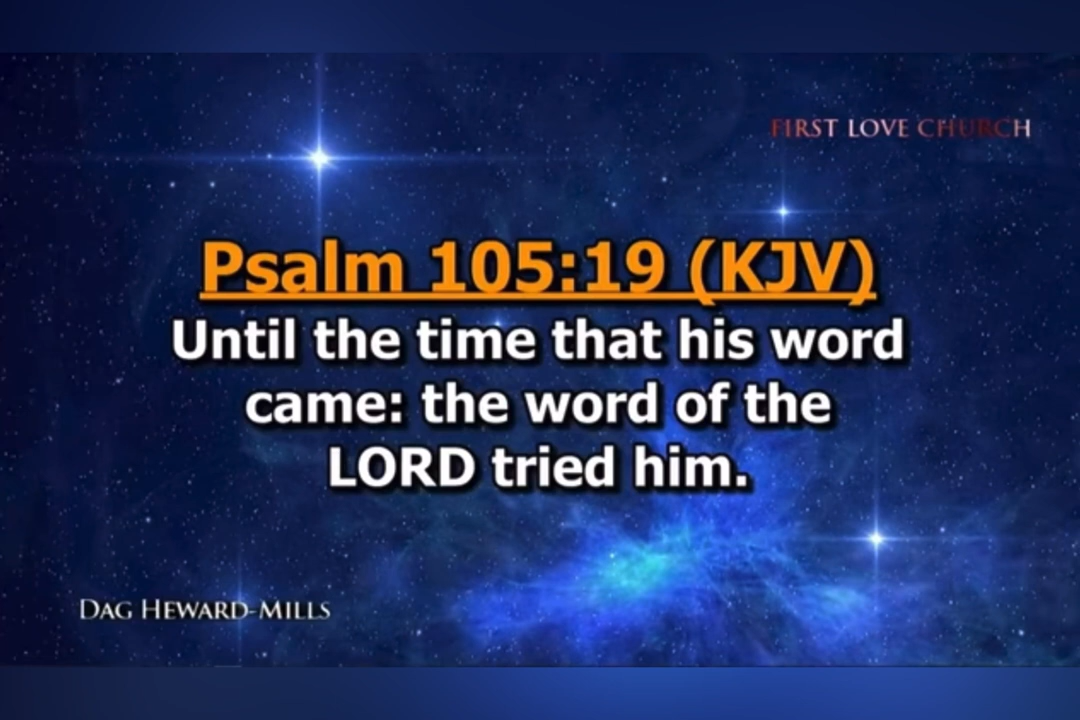 FIRST LOVE CHURCH
Psalm 105:19 (KJV)
Until the time that his word
came: the word of the
LORD tried him.
DAG HEWARD-MILLS